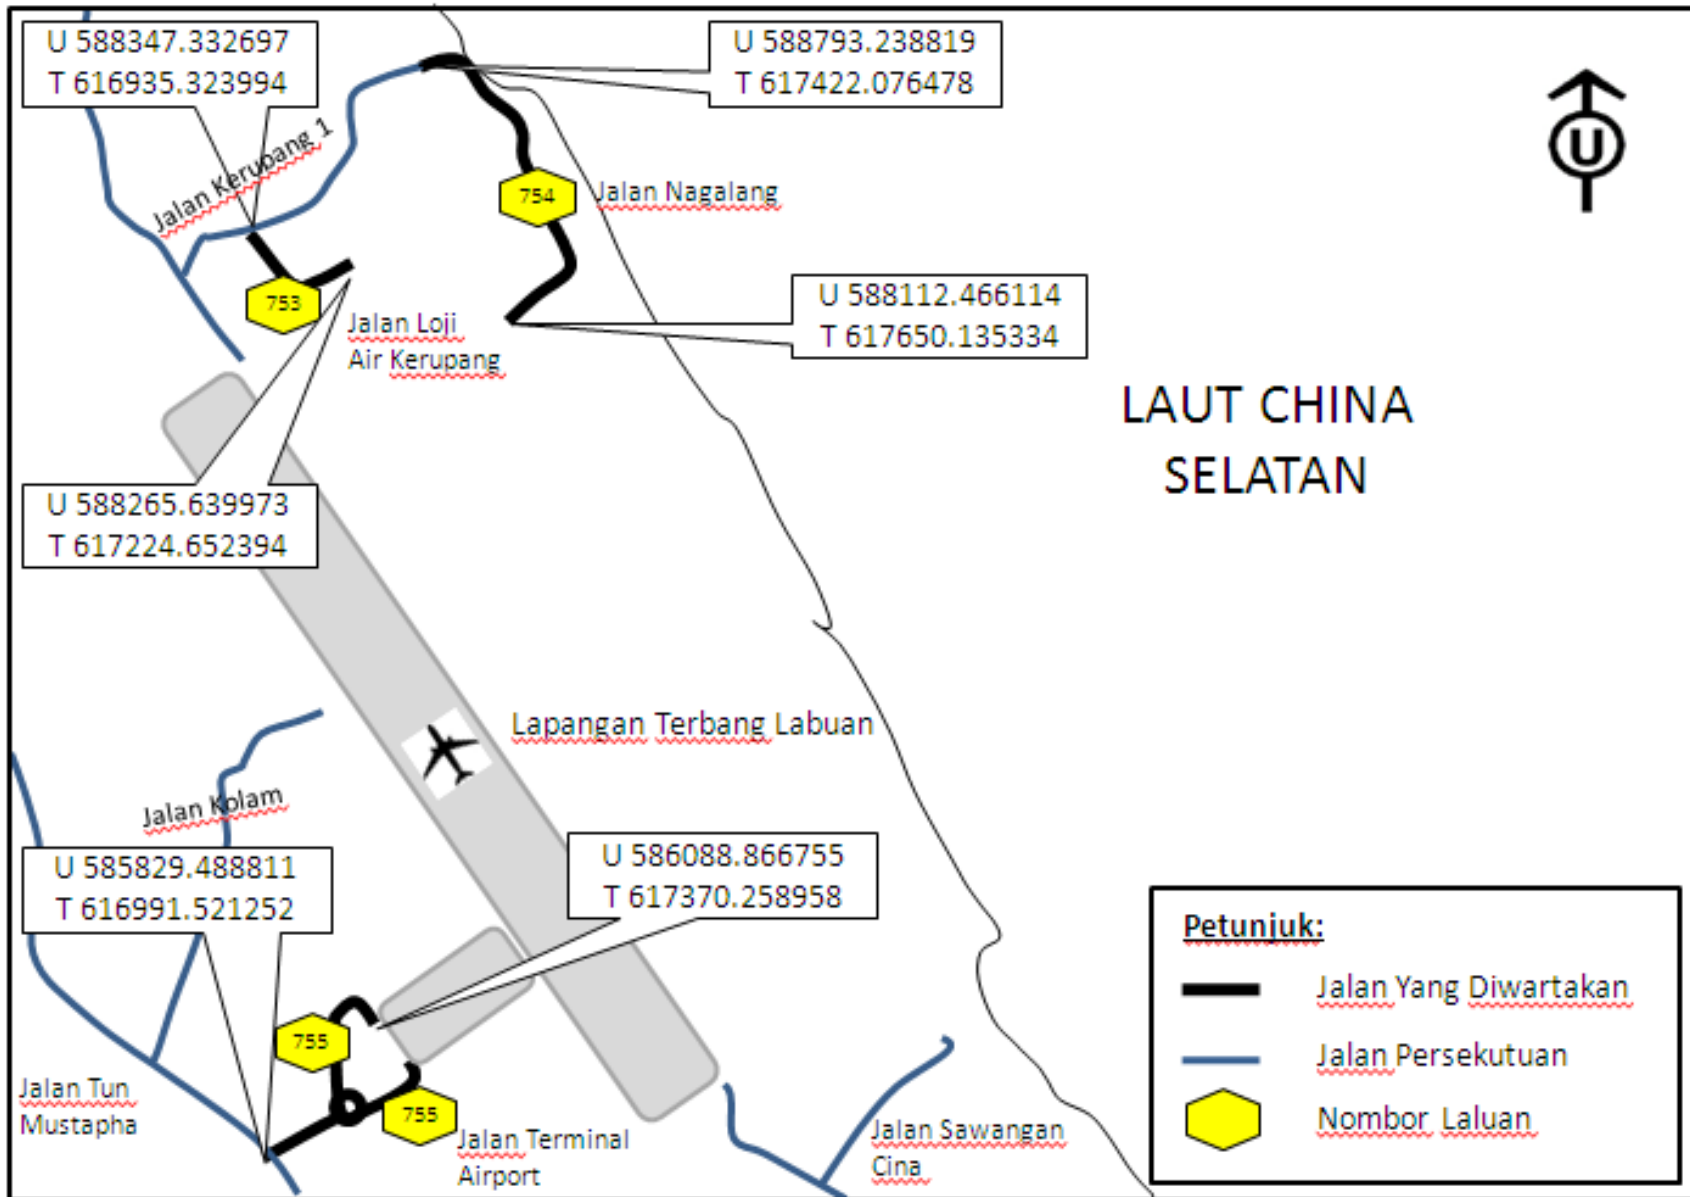 U 588347.332697
T 616935.323994
U 588793.238819
T 617422.076478
U
Jalan Kerupang 1
754
Jalan Nagalang
753
Jalan Loji
Air Kerupang
U 588112.466114
T 617650.135334
LAUT CHINA
SELATAN
U 588265.639973
T 617224.652394
Lapangan Terbang Labuan
Jalan Kolam
U 585829.488811
T 616991.521252
U 586088.866755
T 617370.258958
755
755
Jalan Tun
Mustapha
Jalan Terminal
Airport
Jalan Sawangan
Cina
Petunjuk:
Jalan Yang Diwartakan
Jalan Persekutuan
Nombor Laluan